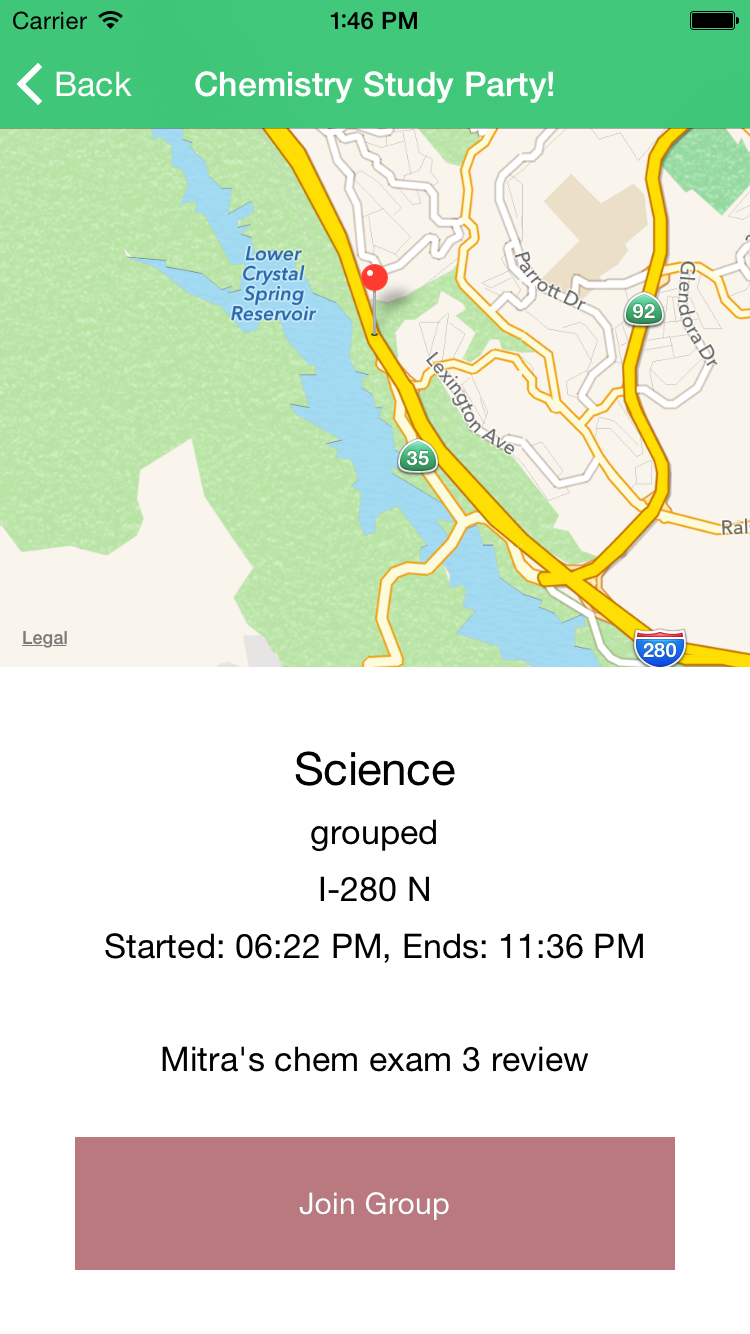 Carrier 1:46 PM
Back Chemistry Study Party!
Lower
Crystal
Spring
Reservoir
Parrott Dr
Glendora Dr
92
Lexington Ave
35
Ral
Legal
280
Science
grouped
I-280 N
Started: 06:22 PM, Ends: 11:36 PM
Mitra's chem exam 3 review
Join Group